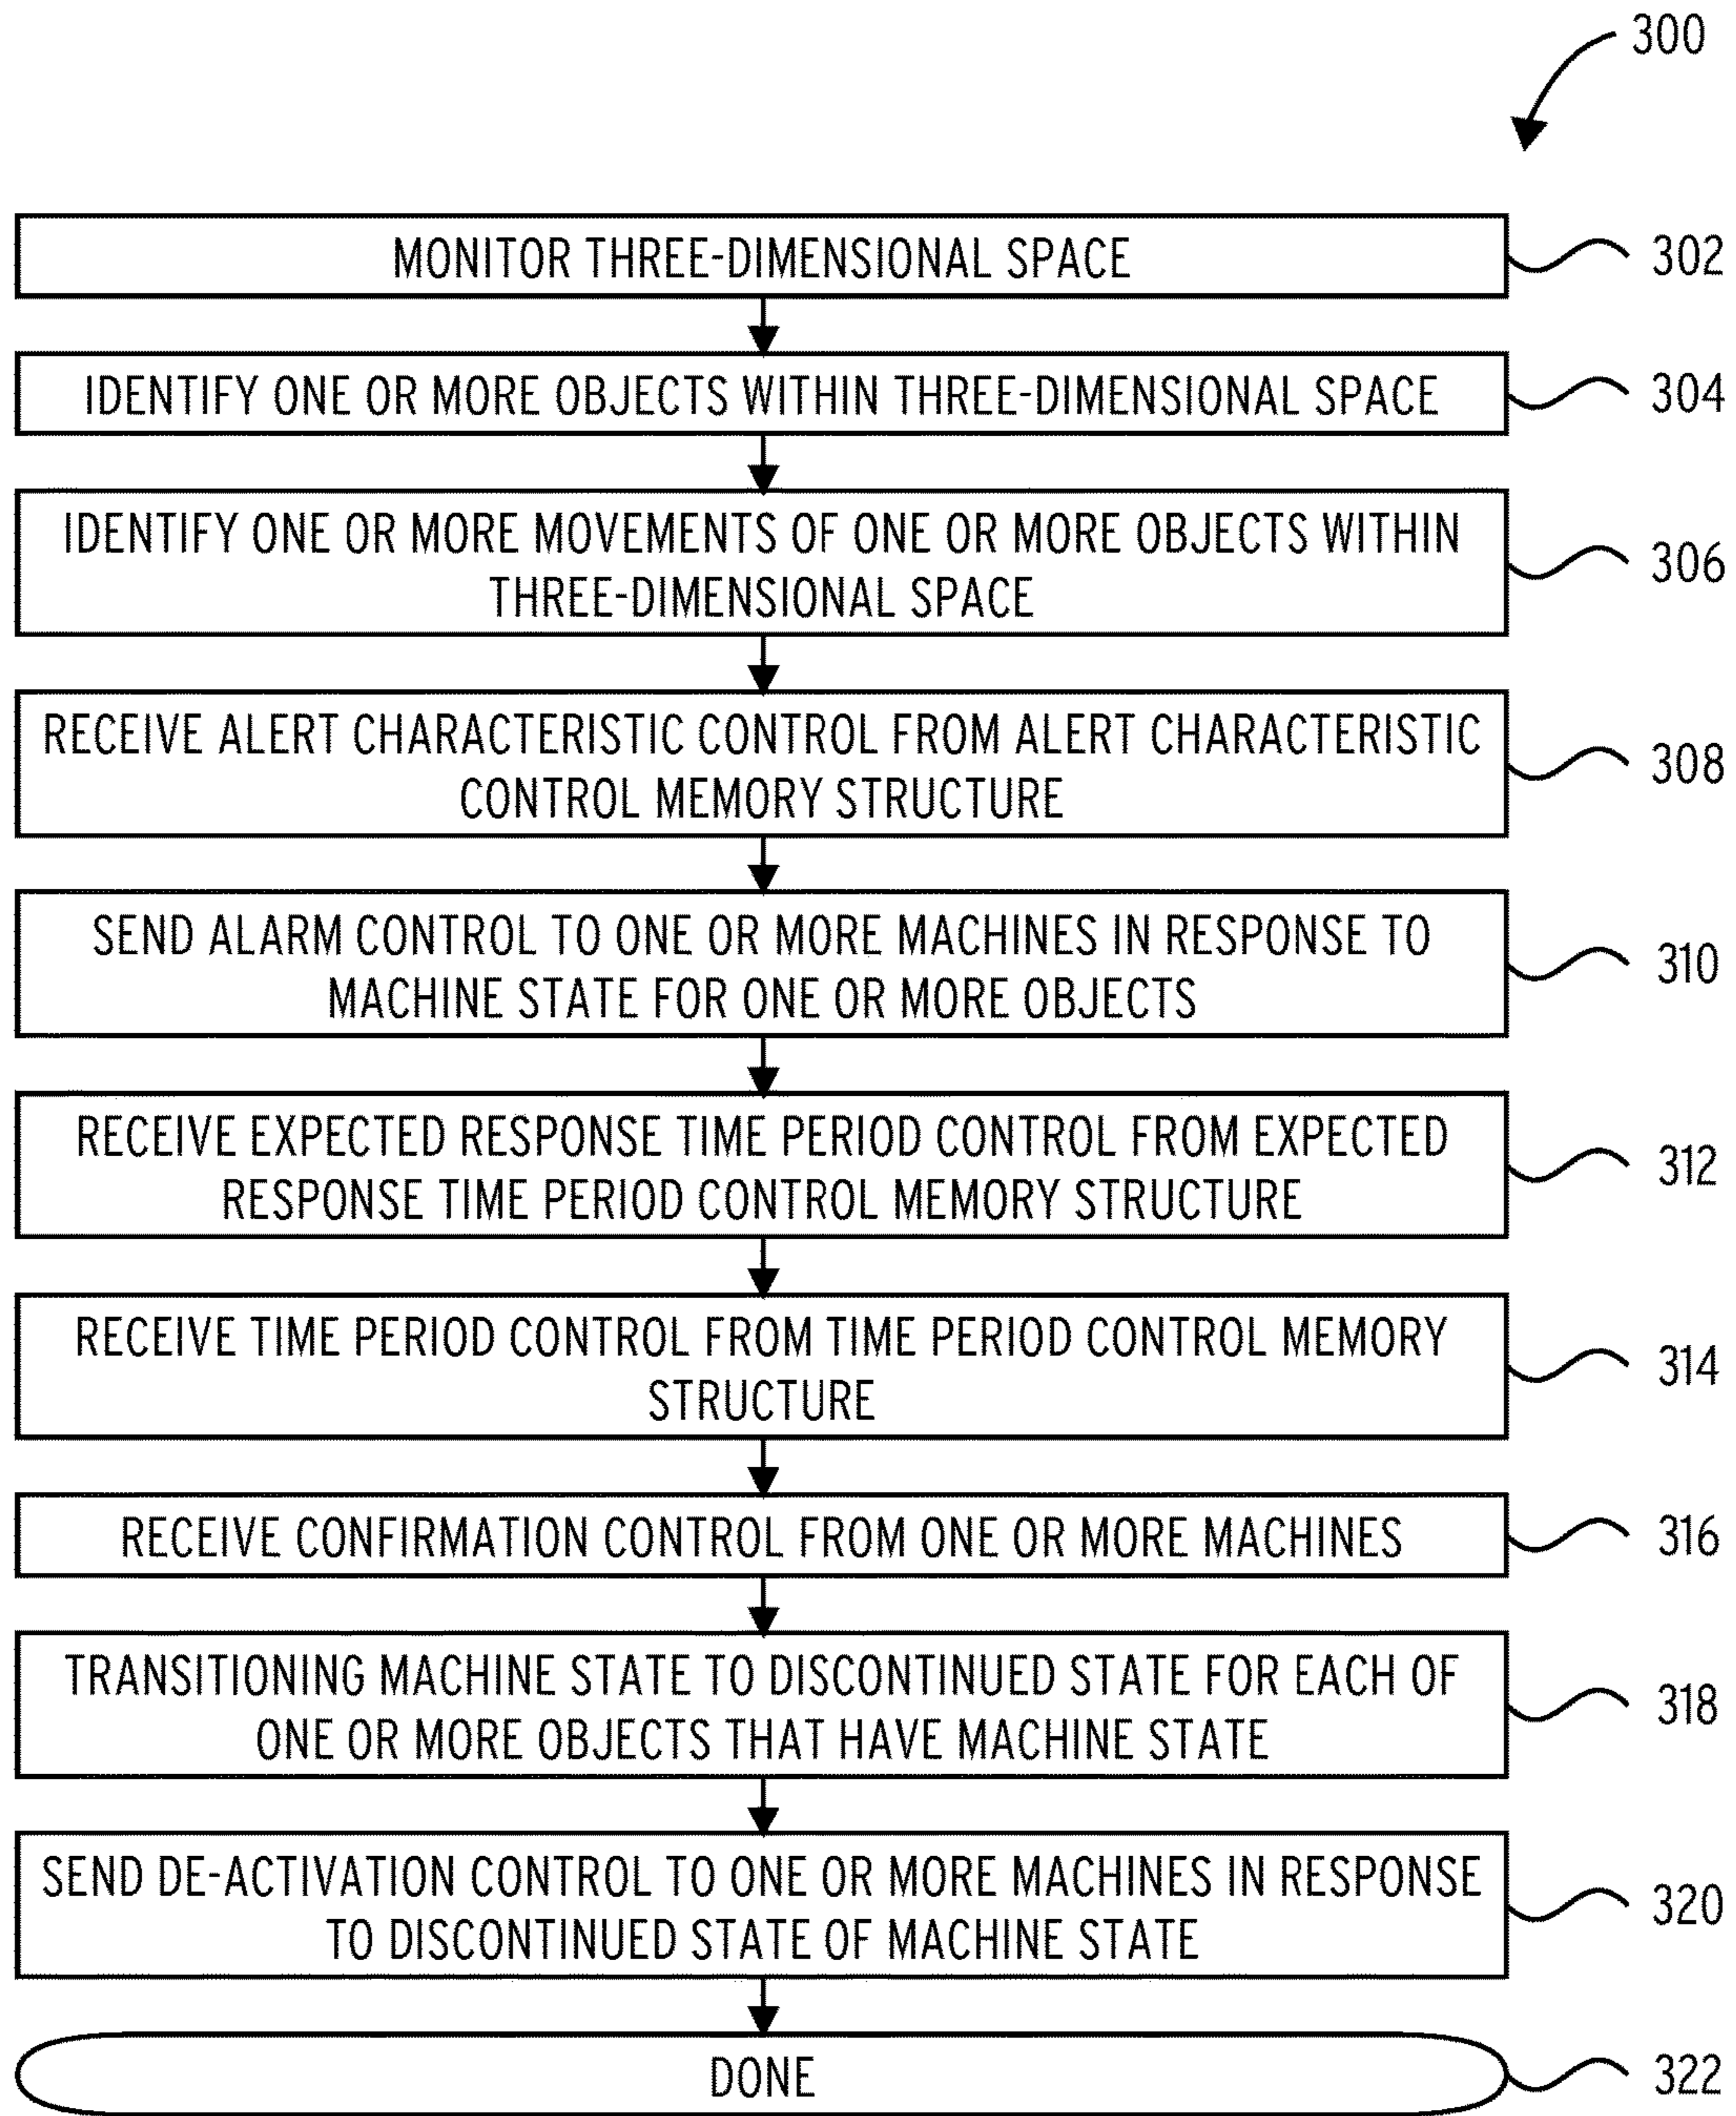 300
MONITOR THREE-DIMENSIONAL SPACE
302
IDENTIFY ONE OR MORE OBJECTS WITHIN THREE-DIMENSIONAL SPACE
304
IDENTIFY ONE OR MORE MOVEMENTS OF ONE OR MORE OBJECTS WITHIN
THREE-DIMENSIONAL SPACE
306
RECEIVE ALERT CHARACTERISTIC CONTROL FROM ALERT CHARACTERISTIC
CONTROL MEMORY STRUCTURE
308
SEND ALARM CONTROL TO ONE OR MORE MACHINES IN RESPONSE TO
MACHINE STATE FOR ONE OR MORE OBJECTS
310
RECEIVE EXPECTED RESPONSE TIME PERIOD CONTROL FROM EXPECTED
RESPONSE TIME PERIOD CONTROL MEMORY STRUCTURE
312
RECEIVE TIME PERIOD CONTROL FROM TIME PERIOD CONTROL MEMORY
STRUCTURE
314
RECEIVE CONFIRMATION CONTROL FROM ONE OR MORE MACHINES
316
TRANSITIONING MACHINE STATE TO DISCONTINUED STATE FOR EACH OF
ONE OR MORE OBJECTS THAT HAVE MACHINE STATE
318
SEND DE-ACTIVATION CONTROL TO ONE OR MORE MACHINES IN RESPONSE
TO DISCONTINUED STATE OF MACHINE STATE
320
DONE
322